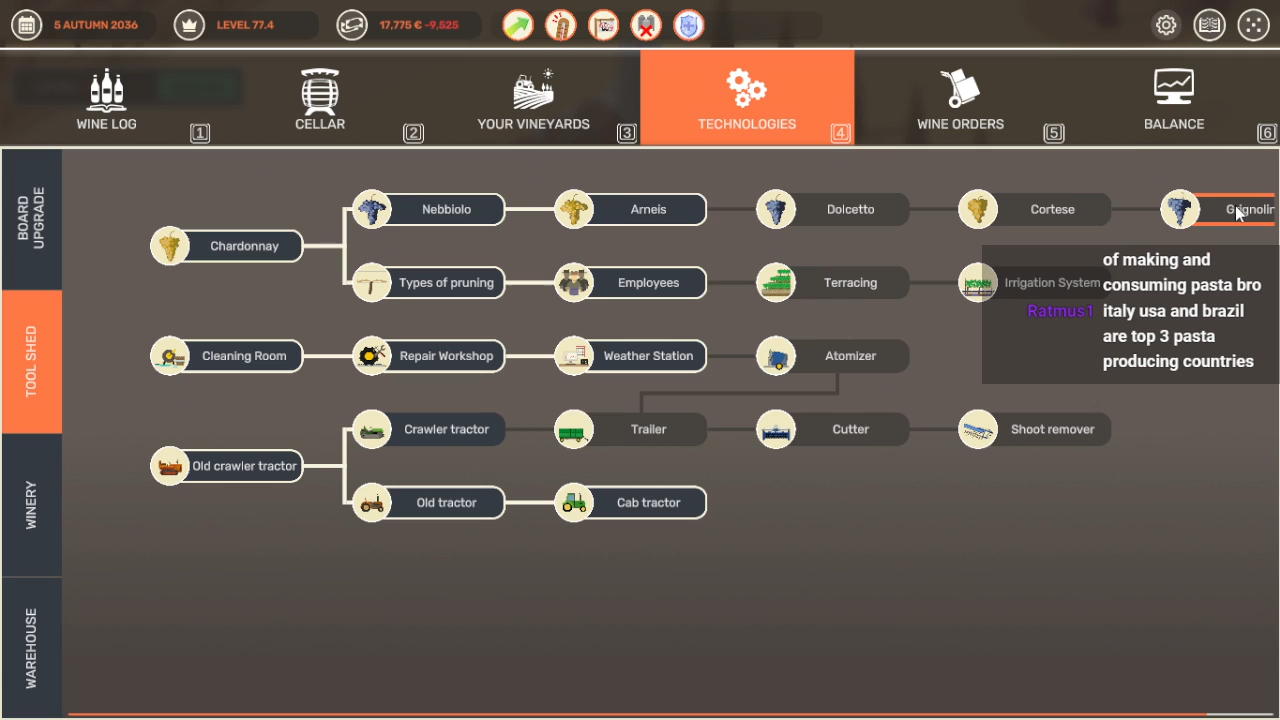 5 AUTUMN 2036
LEVEL 77.4
17,775 € -9,525
WINE LOG
1
CELLAR
2
YOUR VINEYARDS
3
TECHNOLOGIES
4
WINE ORDERS
5
BALANCE
6
BOARD
UPGRADE
TOOL SHED
WINERY
WAREHOUSE
Nebbiolo
Arneis
Dolcetto
Cortese
Chardonnay
Types of pruning
Employees
Terracing
Irrigation System
Cleaning Room
Repair Workshop
Weather Station
Atomizer
Crawler tractor
Trailer
Cutter
Shoot remover
Old crawler tractor
Old tractor
Cab tractor
of making and
consuming pasta bro
Ratmus1 italy usa and brazil
are top 3 pasta
producing countries